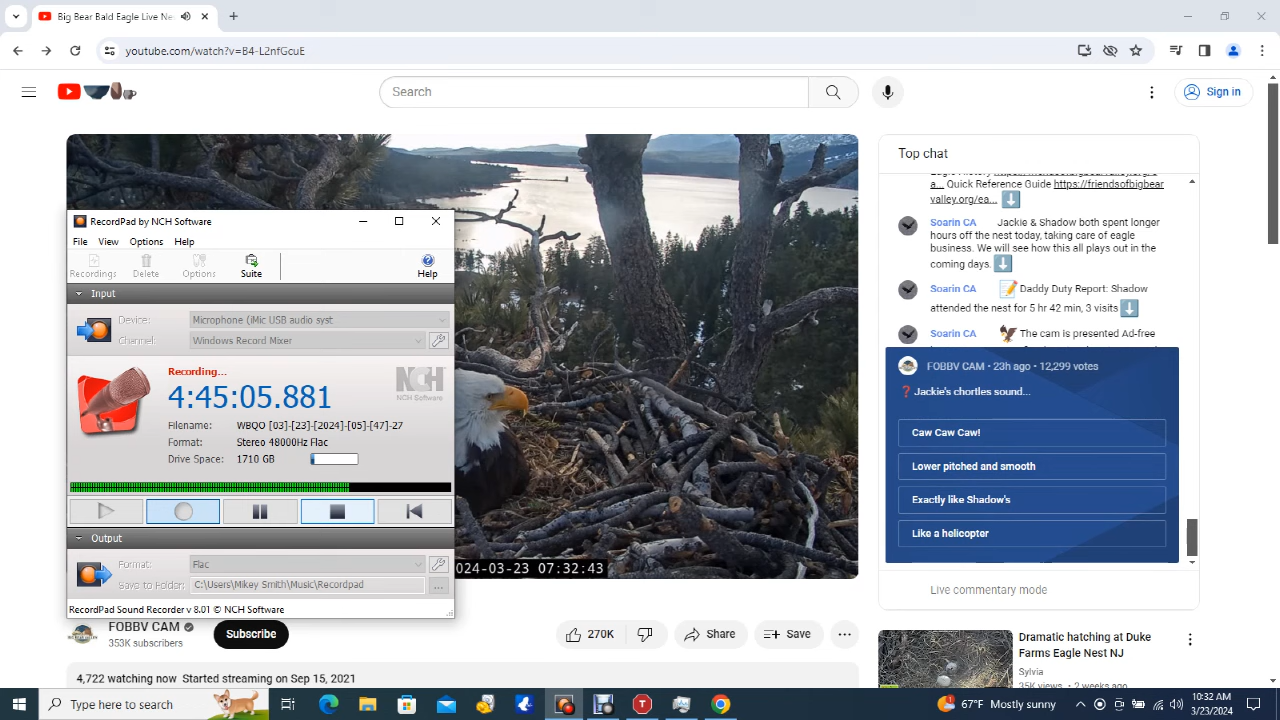 Big Bear Bald Eagle Live Ne
youtube.com/watch?v=B4-L2nfGcuE
Search
Sign in
RecordPad by NCH Software
File View Options Help
Recordings Delete Options Suite Help
Input
Device: Microphone (iMic USB audio syst
Channel: Windows Record Mixer
Recording...
4:45:05.881
NCH
NCH Software
Filename: WBQO [03]-[23]-[2024]-[05]-[47]-27
Format: Stereo 48000Hz Flac
Drive Space: 1710 GB
Output
Format: Flac
Save to Folder: C:\Users\Mikey Smith\Music\Recordpad
...
RecordPad Sound Recorder v 8.01 © NCH Software
024-03-23 07:32:43
FOBBV CAM
353K subscribers
Subscribe
270K
Share
Save
4,722 watching now Started streaming on Sep 15, 2021
Top chat
a... Quick Reference Guide https://friendsofbigbear
valley.org/ea...
Soarin CA Jackie & Shadow both spent longer
hours off the nest today, taking care of eagle
business. We will see how this all plays out in the
coming days.
Soarin CA Daddy Duty Report: Shadow
attended the nest for 5 hr 42 min, 3 visits
Soarin CA The cam is presented Ad-free
FOBBV CAM • 23h ago • 12,299 votes
❓Jackie's chortles sound...
Caw Caw Caw!
Lower pitched and smooth
Exactly like Shadow's
Like a helicopter
Live commentary mode
Dramatic hatching at Duke
Farms Eagle Nest NJ
Sylvia
35K views • 2 weeks ago
Type here to search
67°F Mostly sunny
10:32 AM
3/23/2024